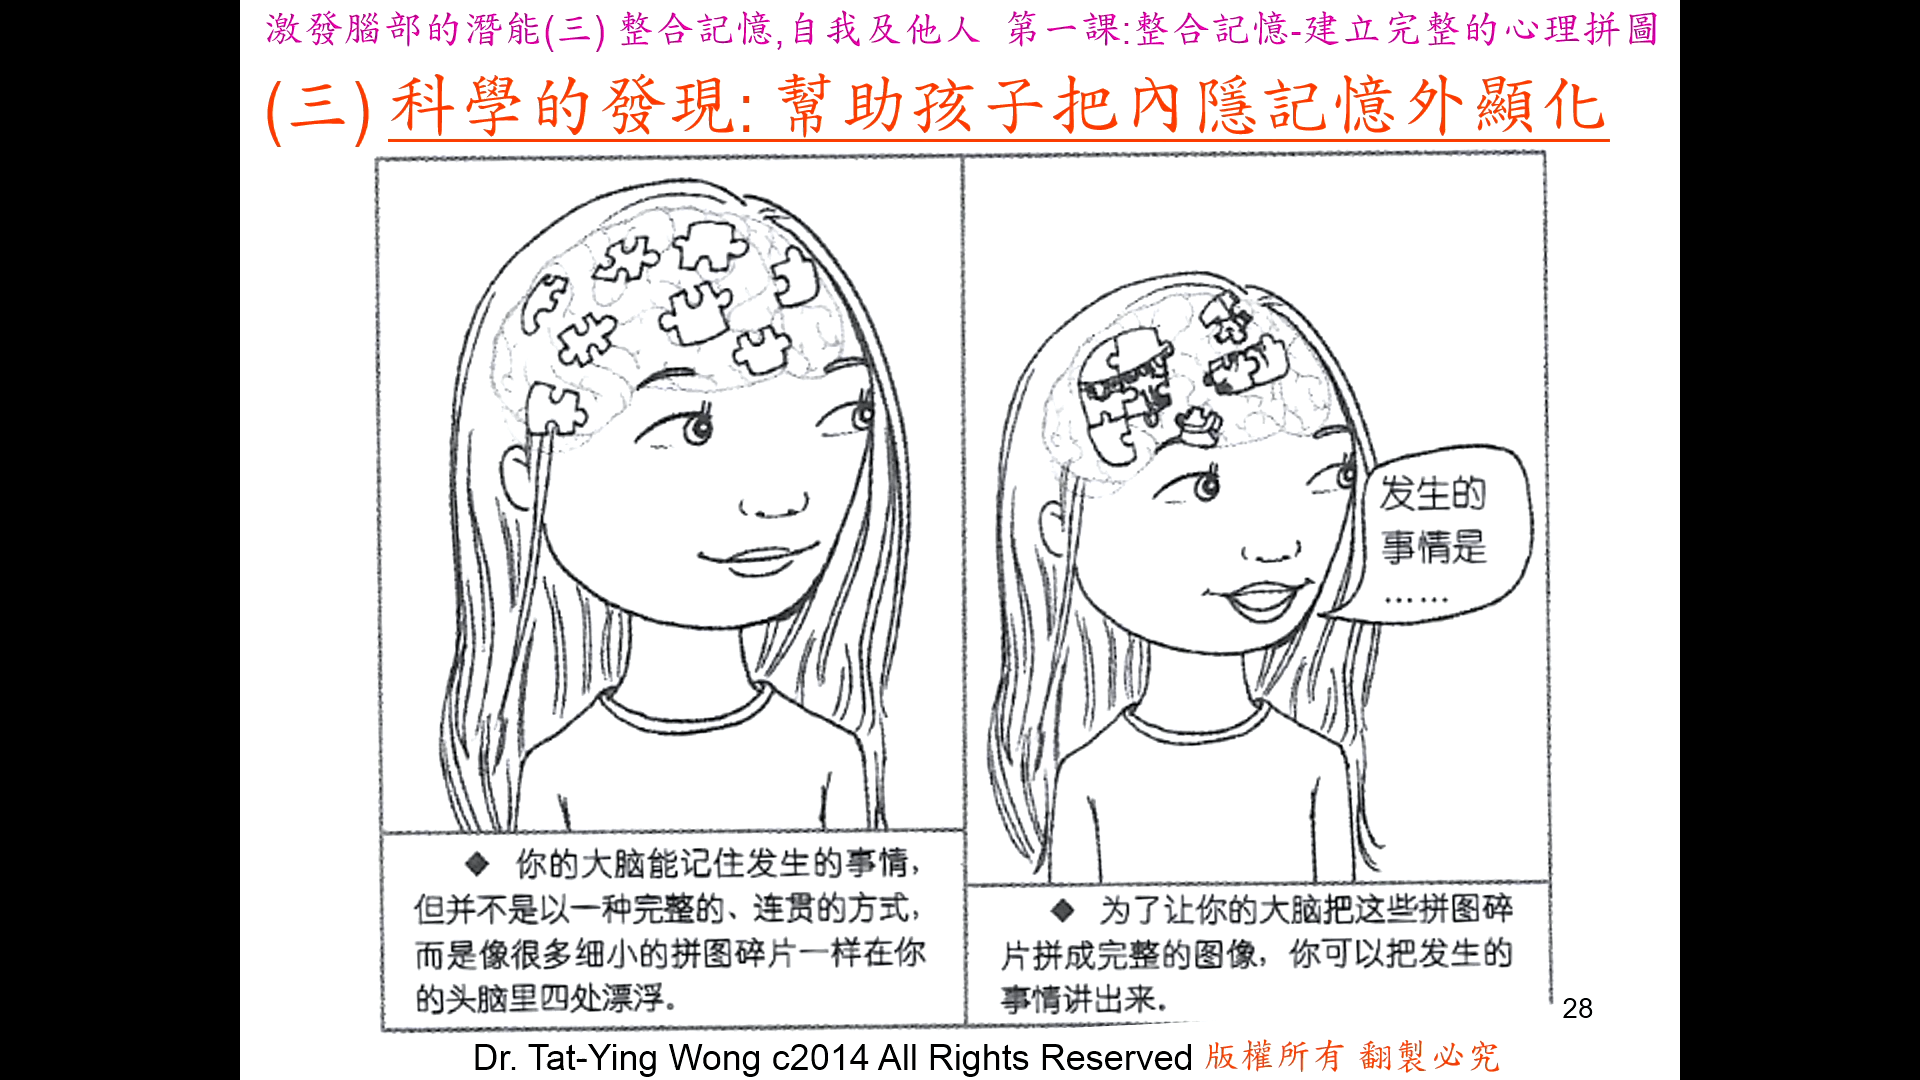 激發腦部的潛能(三) 整合記憶,自我及他人 第一課:整合記憶-建立完整的心理拼圖
(三) 科學的發現: 幫助孩子把內隱記憶外顯化
发生的
事情是
……
◆ 你的大脑能记住发生的事情,
但并不是以一种完整的、连贯的方式,
而是像很多细小的拼图碎片一样在你
的头脑里四处漂浮。
◆ 为了让你的大脑把这些拼图碎
片拼成完整的图像, 你可以把发生的
事情讲出来。
28
Dr. Tat-Ying Wong c2014 All Rights Reserved 版權所有 翻製必究